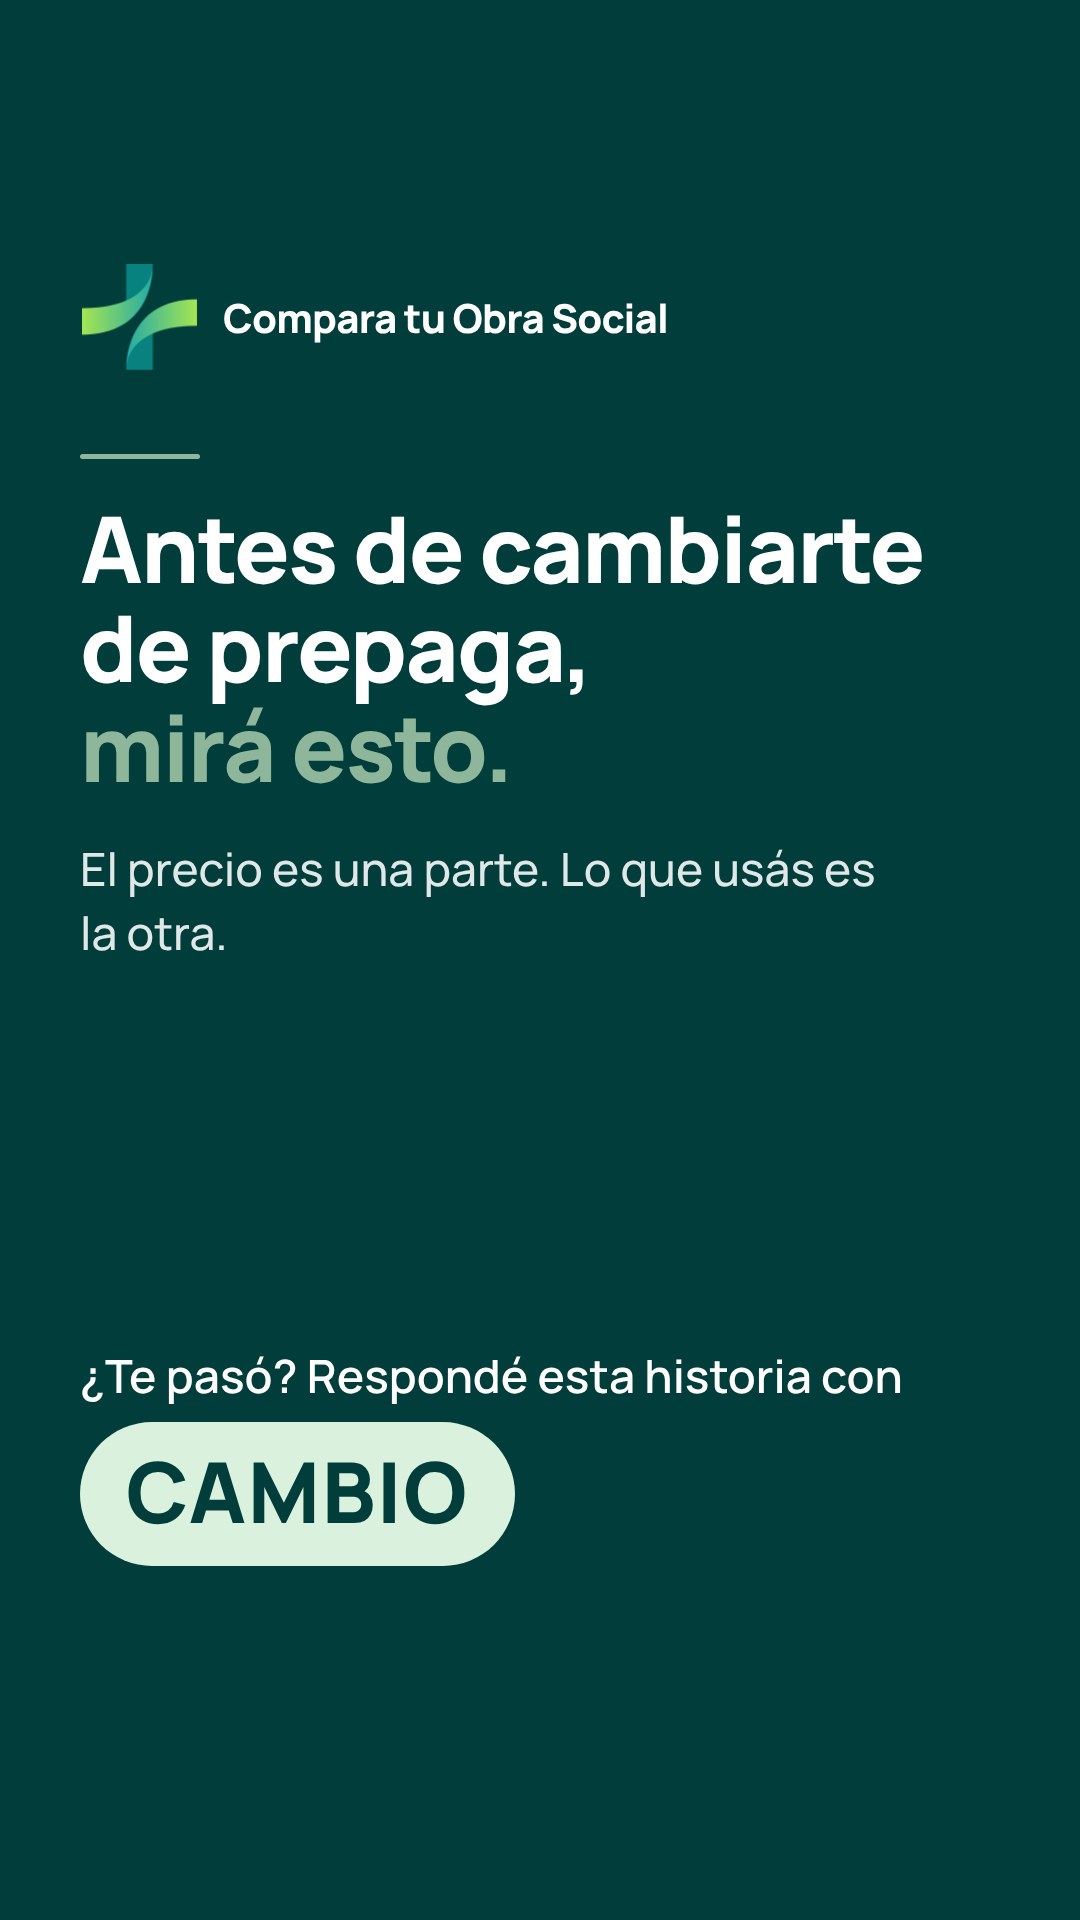 Compara tu Obra Social
Antes de cambiarte
de prepaga,
mirá esto.
El precio es una parte. Lo que usás es
la otra.
¿Te pasó? Respondé esta historia con
CAMBIO